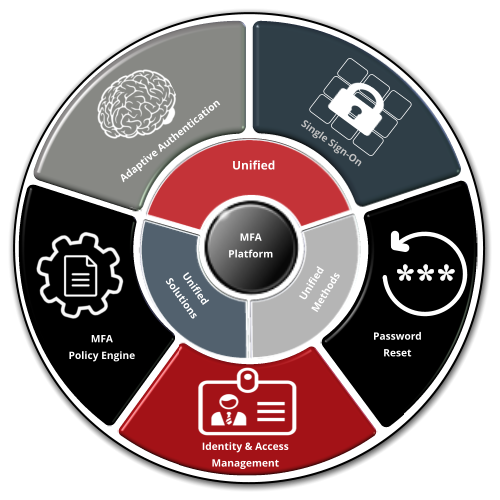 Adaptive Authentication
Single Sign-On
Unified
MFA
Platform
Unified
Solutions
Unified
Methods
MFA
Policy Engine
***
Password
Reset
Identity & Access
Management